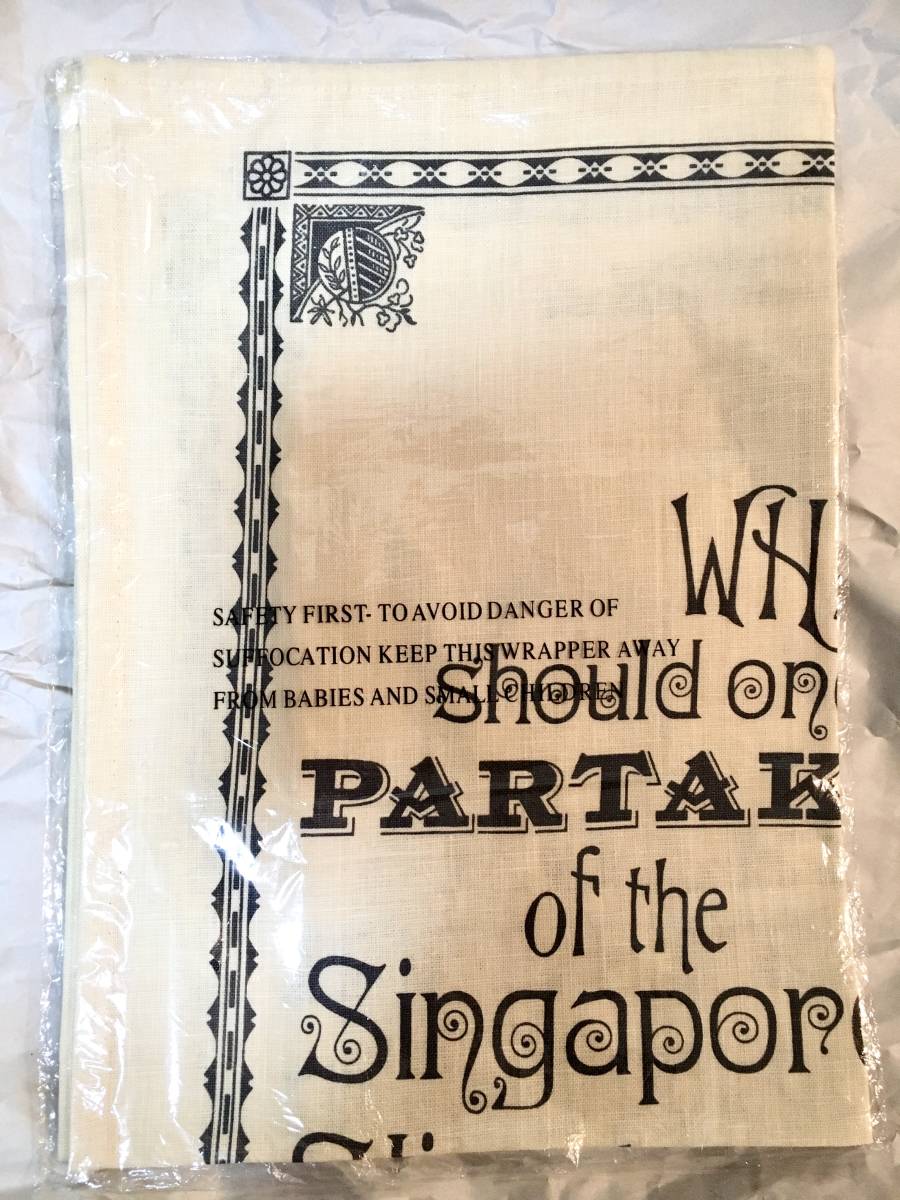 WH
SAFETY FIRST- TO AVOID DANGER OF
SUFFOCATION KEEP THIS WRAPPER AWAY
FROM BABIES AND SMALL CHILDREN
should on
PARTAK
of the
Singapor